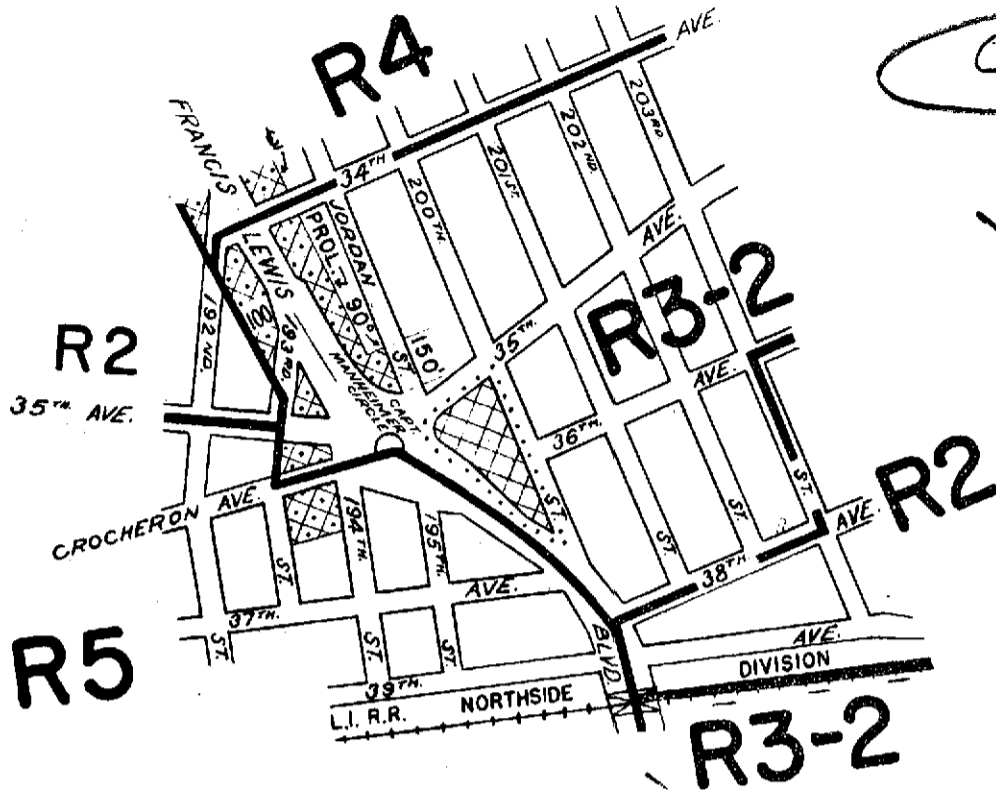 R4
AVE.
FRANCIS
34TH
203RD.
202ND.
201ST.
200TH.
JORDAN
PROL.
90°
150'
ST.
LEWIS
100
193RD.
192ND.
MANHEIMER
CIRCLE
CAPT.
AVE.
35TH.
R3-2
R2
35TH. AVE.
AVE.
36TH.
ST.
R2
AVE.
CROCHERON AVE.
194TH.
195TH.
ST.
ST.
ST.
ST.
38TH.
AVE.
37TH.
ST.
ST.
ST.
R5
BLVD.
AVE.
39TH.
NORTHSIDE
DIVISION
L.I. R.R.
R3-2